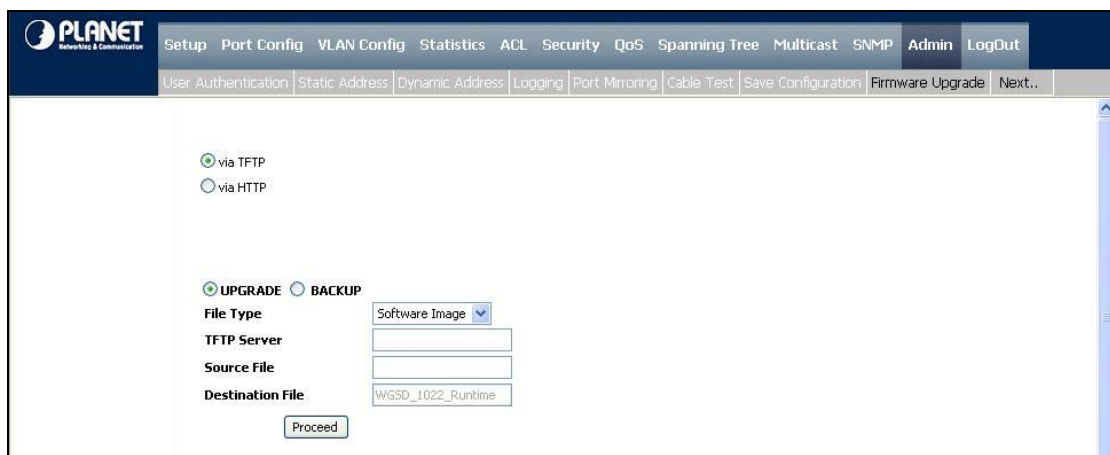 PLANET
Networking & Communication
Setup Port Config VLAN Config Statistics ACL Security QoS Spanning Tree Multicast SNMP Admin LogOut
User Authentication Static Address Dynamic Address Logging Port Mirroring Cable Test Save Configuration Firmware Upgrade Next..
via TFTP
via HTTP
UPGRADE BACKUP
File Type Software Image
TFTP Server
Source File
Destination File WGSD_1022_Runtime
Proceed